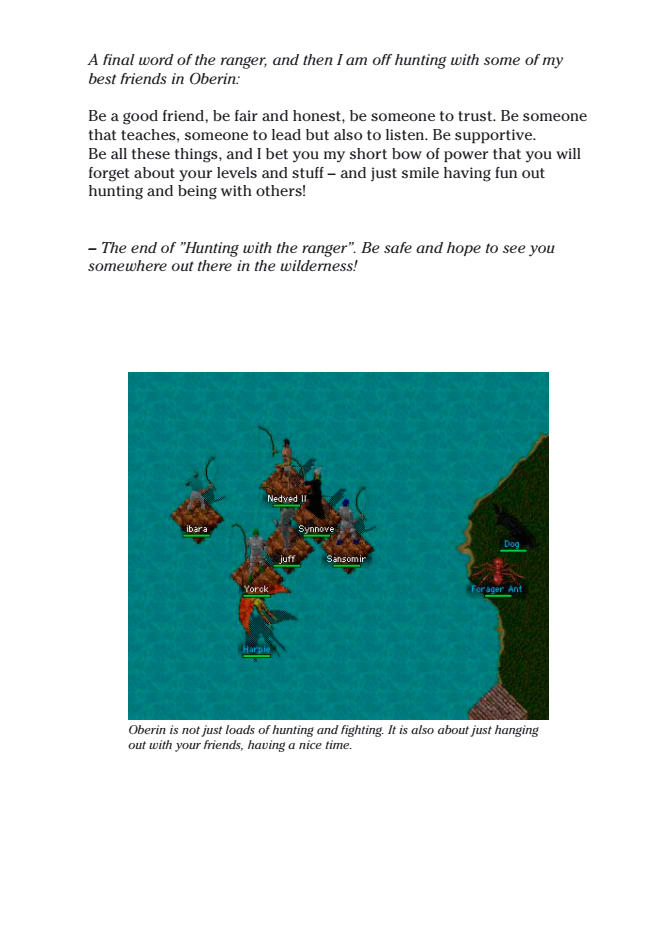 A final word of the ranger, and then I am off hunting with some of my
best friends in Oberin:
Be a good friend, be fair and honest, be someone to trust. Be someone
that teaches, someone to lead but also to listen. Be supportive.
Be all these things, and I bet you my short bow of power that you will
forget about your levels and stuff – and just smile having fun out
hunting and being with others!
– The end of ”Hunting with the ranger”. Be safe and hope to see you
somewhere out there in the wilderness!
Nedved II
ibara
Synnove
juff
Sansomir
Dog
Yorok
Forager Ant
Harpie
Oberin is not just loads of hunting and fighting. It is also about just hanging
out with your friends, having a nice time.